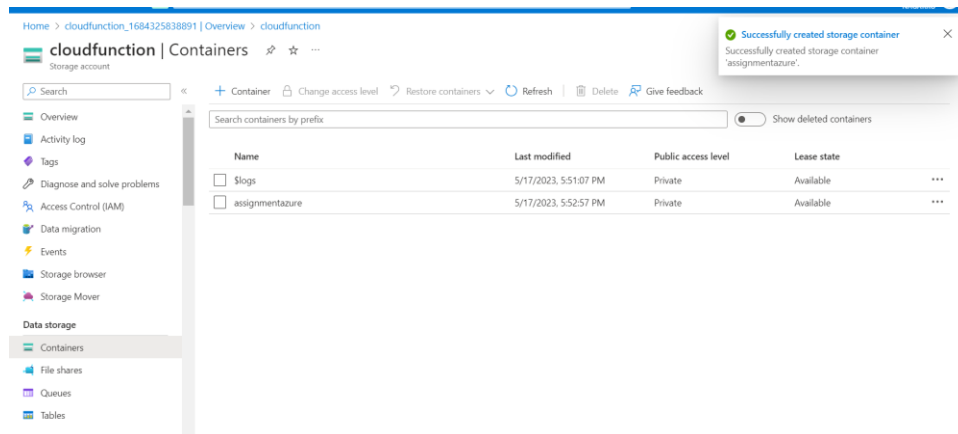 Home > cloudfunction_1684325838891 | Overview > cloudfunction
cloudfunction | Containers
Storage account
Successfully created storage container
Successfully created storage container
'assignmentazure'.
Search
Container
Change access level
Restore containers
Refresh
Delete
Give feedback
Overview
Activity log
Tags
Diagnose and solve problems
Access Control (IAM)
Data migration
Events
Storage browser
Storage Mover
Data storage
Containers
File shares
Queues
Tables
Search containers by prefix
Show deleted containers
Name Last modified Public access level Lease state
$logs 5/17/2023, 5:51:07 PM Private Available
assignmentazure 5/17/2023, 5:52:57 PM Private Available